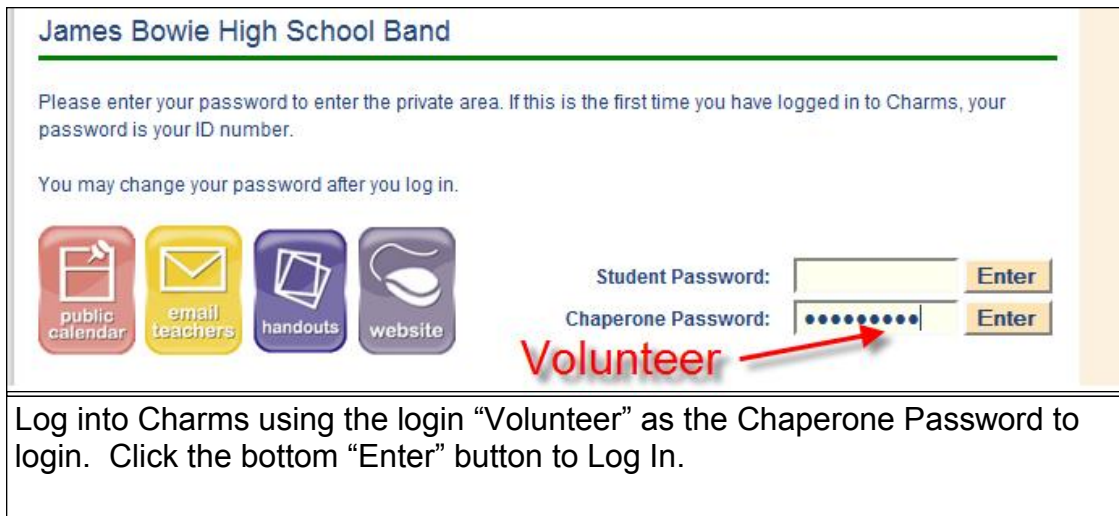 James Bowie High School Band
Please enter your password to enter the private area. If this is the first time you have logged in to Charms, your
password is your ID number.
You may change your password after you log in.
public
calendar
email
teachers
handouts
website
Student Password: Enter
Chaperone Password: ●●●●●●●●● Enter
Volunteer
Log into Charms using the login “Volunteer” as the Chaperone Password to
login. Click the bottom “Enter” button to Log In.